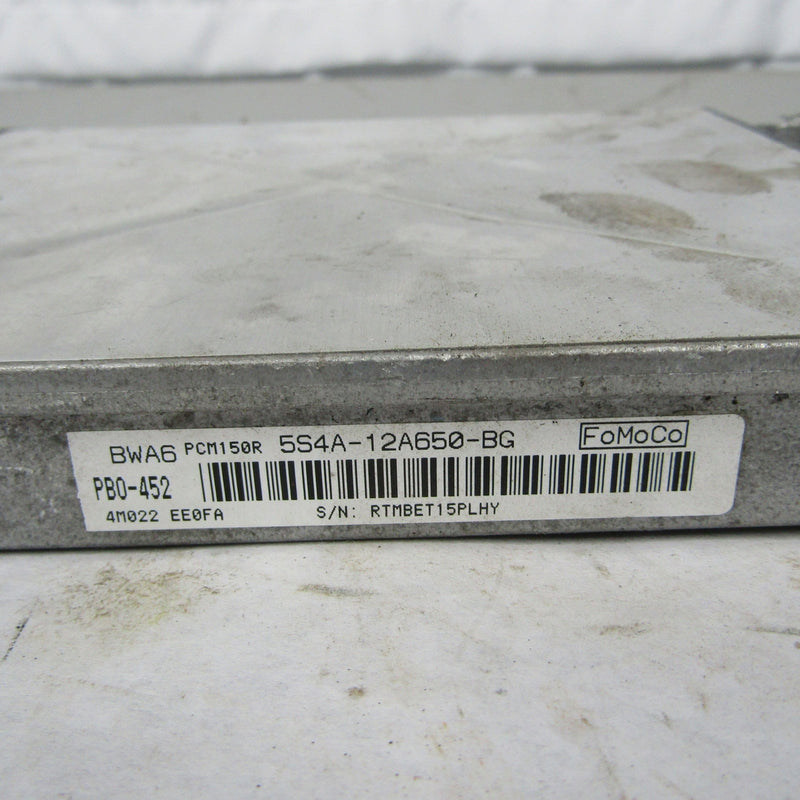 BWA6 PCM150R 5S4A-12A650-BG FoMoCo
PBO-452
4M022 EE0FA S/N: RTMBET15PLHY